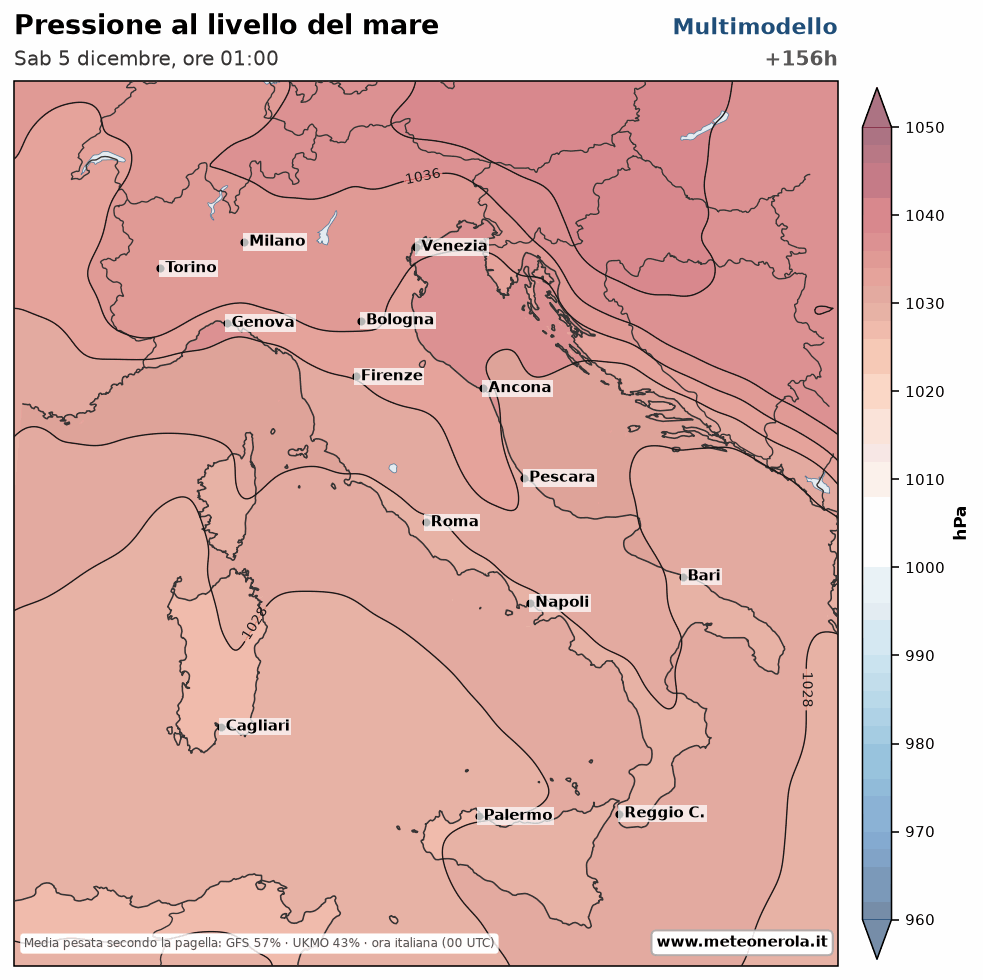 Pressione al livello del mare
Multimodello
Sab 5 dicembre, ore 01:00
+156h
1050
1040
1030
1020
1010
1000
990
980
970
960
hPa
1036
Milano
Venezia
Torino
Genova
Bologna
Firenze
Ancona
Pescara
Roma
Bari
Napoli
1028
1028
Cagliari
Palermo
Reggio C.
Media pesata secondo la pagella: GFS 57% · UKMO 43% · ora italiana (00 UTC)
www.meteonerola.it